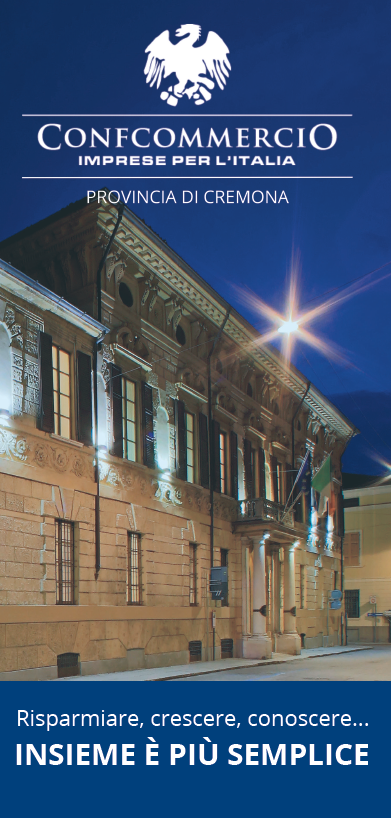 CONFCOMMERCIO
IMPRESE PER L'ITALIA
PROVINCIA DI CREMONA
Risparmiare, crescere, conoscere...
INSIEME È PIÙ SEMPLICE